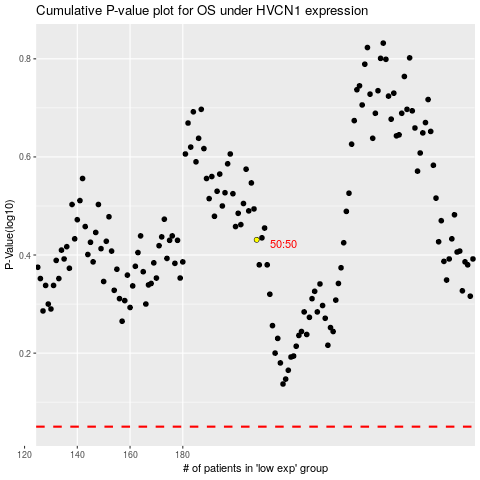 Cumulative P-value plot for OS under HVCN1 expression
P-Value(log10)
0.8
0.6
0.4
0.2
50:50
120 140 160 180
# of patients in 'low exp' group